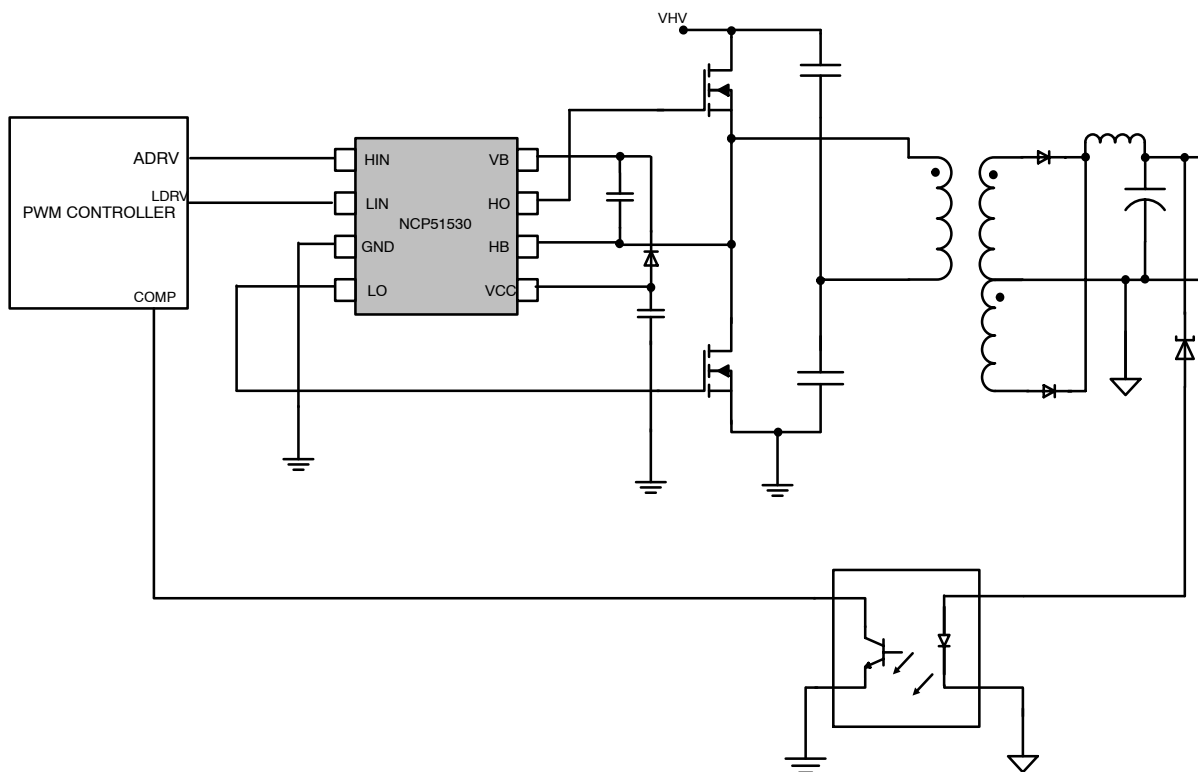 VHV
ADRV
LDRV
PWM CONTROLLER
COMP
HIN
LIN
GND
LO
NCP51530
VB
HO
HB
VCC